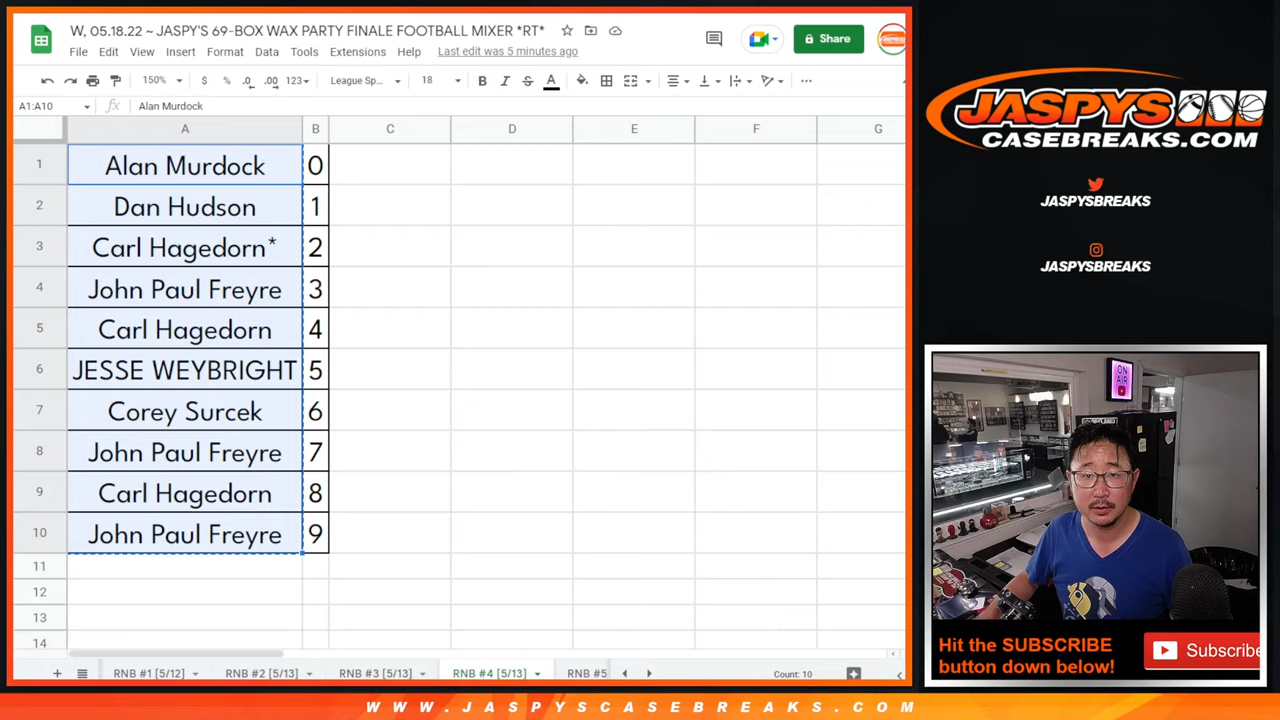 W, 05.18.22 ~ JASPY'S 69-BOX WAX PARTY FINALE FOOTBALL MIXER *RT*
File Edit View Insert Format Data Tools Extensions Help Last edit was 5 minutes ago
Share
150% $ % .0 .00 123 League Sp... 18 B I S A
A1:A10 fx Alan Murdock
A B C D E F G
1 Alan Murdock 0
2 Dan Hudson 1
3 Carl Hagedorn* 2
4 John Paul Freyre 3
5 Carl Hagedorn 4
6 JESSE WEYBRIGHT 5
7 Corey Surcek 6
8 John Paul Freyre 7
9 Carl Hagedorn 8
10 John Paul Freyre 9
11
12
13
14
RNB #1 [5/12] RNB #2 [5/13] RNB #3 [5/13] RNB #4 [5/13] RNB #5 Count: 10
JASPYS
CASEBREAKS.COM
JASPYSBREAKS
JASPYSBREAKS
ON
AIR
Hit the SUBSCRIBE
button down below!
Subscribe
WWW.JASPYSCASEBREAKS.COM